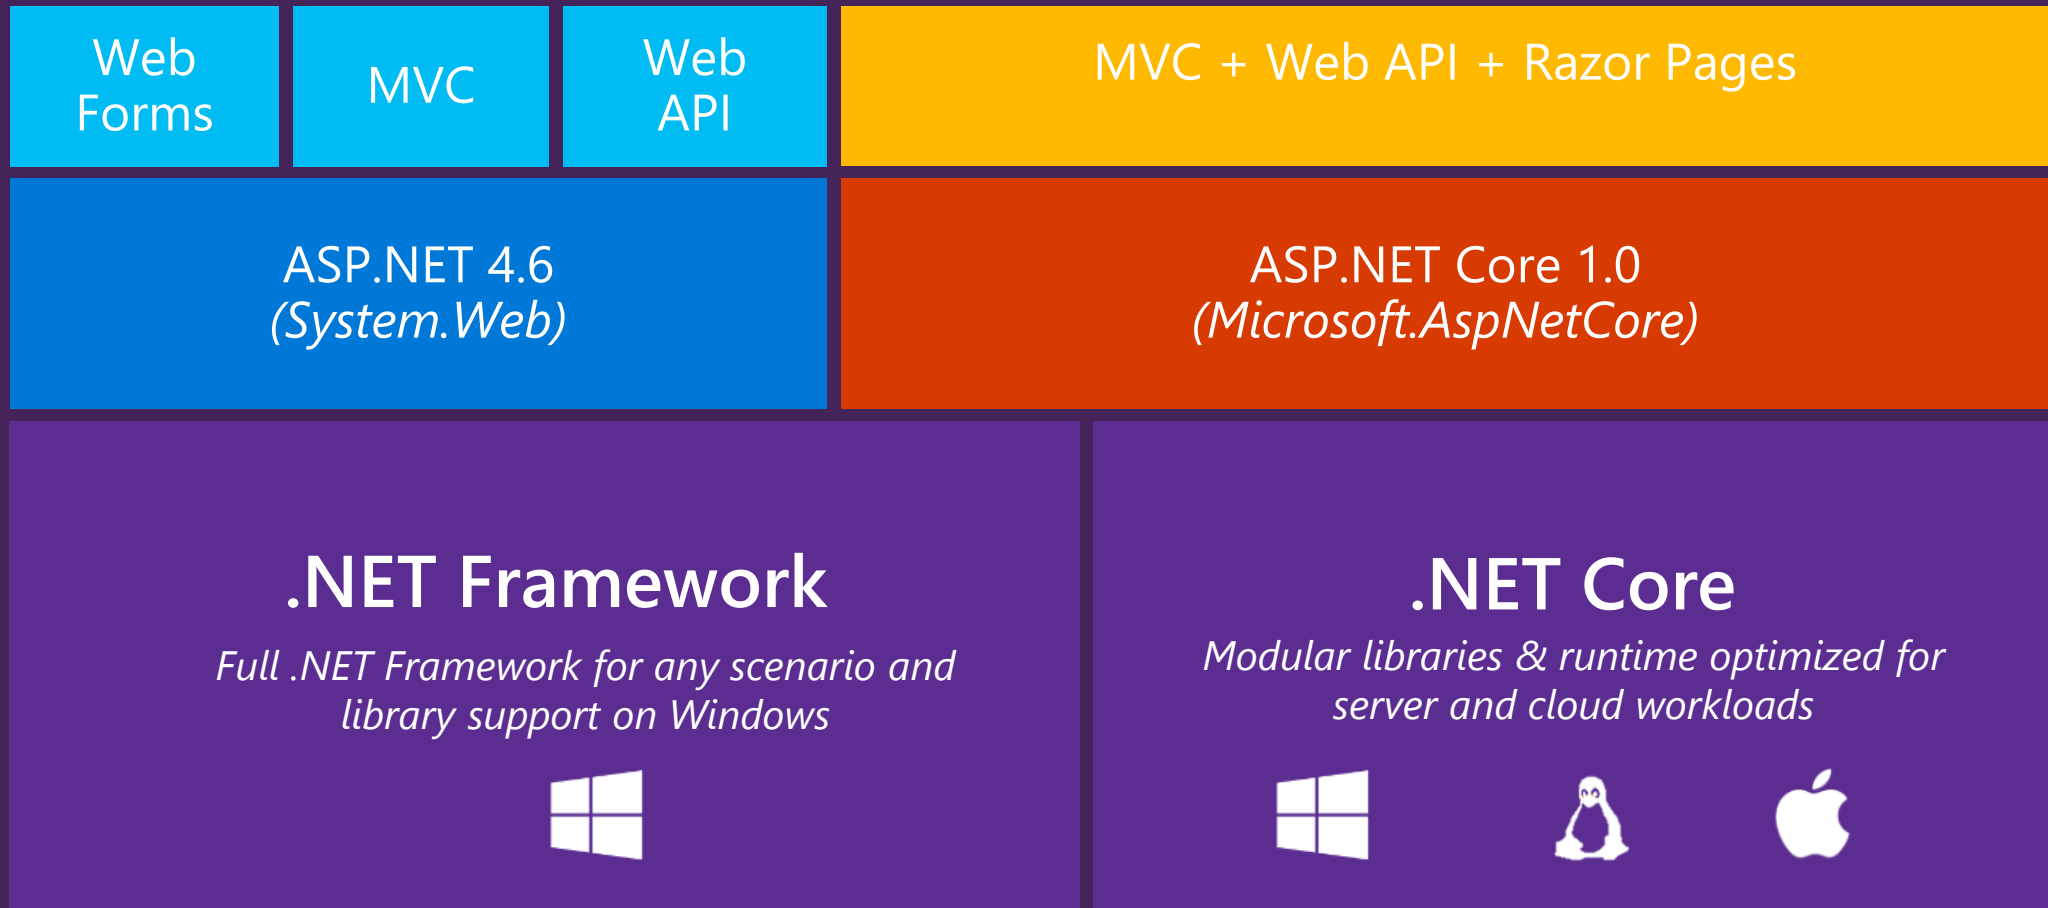 Web
Forms
MVC
Web
API
MVC + Web API + Razor Pages
ASP.NET 4.6
(System.Web)
ASP.NET Core 1.0
(Microsoft.AspNetCore)
.NET Framework
Full .NET Framework for any scenario and
library support on Windows
.NET Core
Modular libraries & runtime optimized for
server and cloud workloads